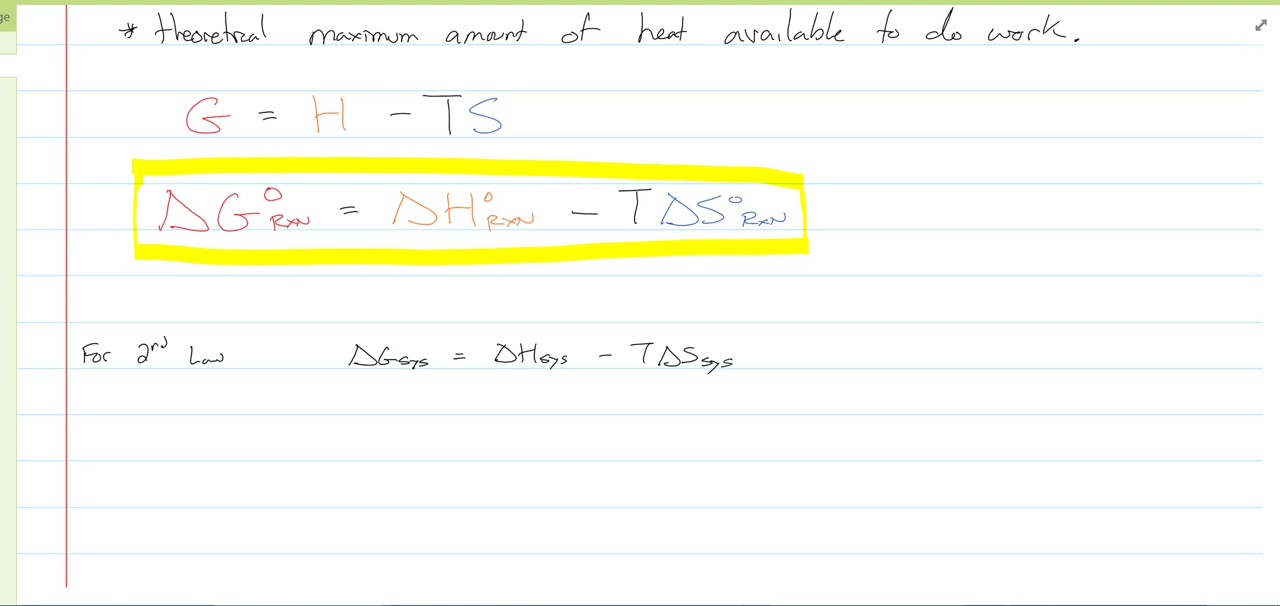 ge
* theoretical maximum amount of heat available to do work.
G = H - TS
ΔG°RXN = ΔH°RXN - TΔS°RXN
For 2nd Law ΔGsys = ΔHsys - TΔSsys